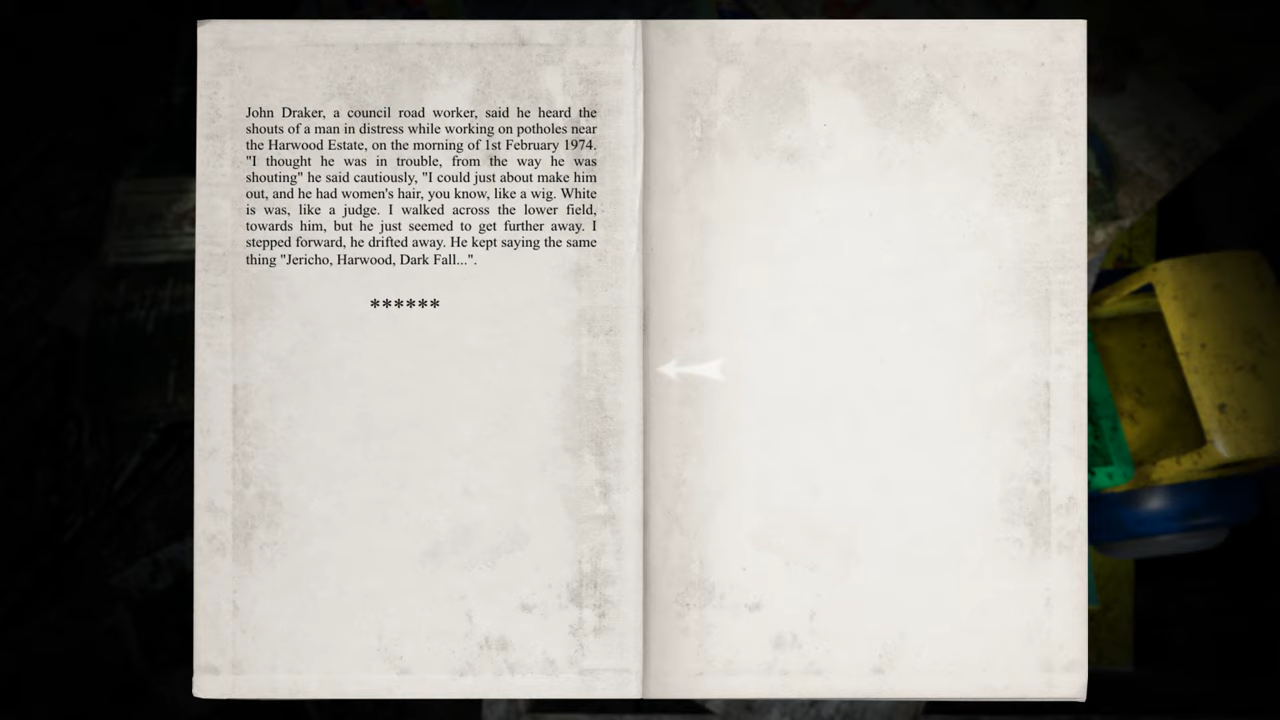 John Draker, a council road worker, said he heard the
shouts of a man in distress while working on potholes near
the Harwood Estate, on the morning of 1st February 1974.
"I thought he was in trouble, from the way he was
shouting" he said cautiously, "I could just about make him
out, and he had women's hair, you know, like a wig. White
is was, like a judge. I walked across the lower field,
towards him, but he just seemed to get further away. I
stepped forward, he drifted away. He kept saying the same
thing "Jericho, Harwood, Dark Fall...".
******